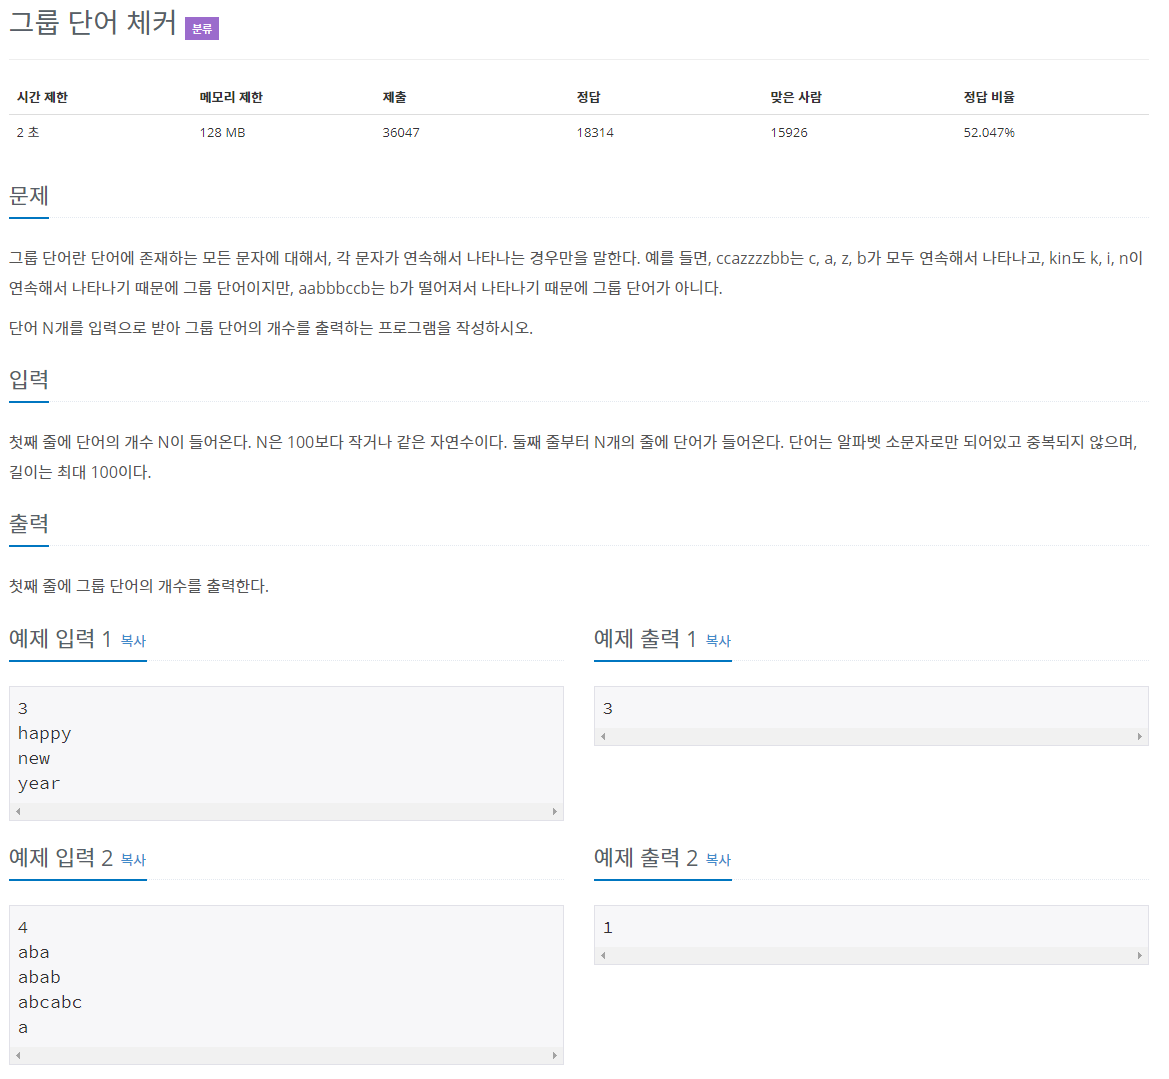 그룹 단어 체커 분류
시간 제한 메모리 제한 제출 정답 맞은 사람 정답 비율
2 초 128 MB 36047 18314 15926 52.047%
문제
그룹 단어란 단어에 존재하는 모든 문자에 대해서, 각 문자가 연속해서 나타나는 경우만을 말한다. 예를 들면, ccazzzzbb는 c, a, z, b가 모두 연속해서 나타나고, kin도 k, i, n이
연속해서 나타나기 때문에 그룹 단어이지만, aabbbccb는 b가 떨어져서 나타나기 때문에 그룹 단어가 아니다.
단어 N개를 입력으로 받아 그룹 단어의 개수를 출력하는 프로그램을 작성하시오.
입력
첫째 줄에 단어의 개수 N이 들어온다. N은 100보다 작거나 같은 자연수이다. 둘째 줄부터 N개의 줄에 단어가 들어온다. 단어는 알파벳 소문자로만 되어있고 중복되지 않으며,
길이는 최대 100이다.
출력
첫째 줄에 그룹 단어의 개수를 출력한다.
예제 입력 1 복사
3
happy
new
year
예제 출력 1 복사
3
예제 입력 2 복사
4
aba
abab
abcabc
a
예제 출력 2 복사
1